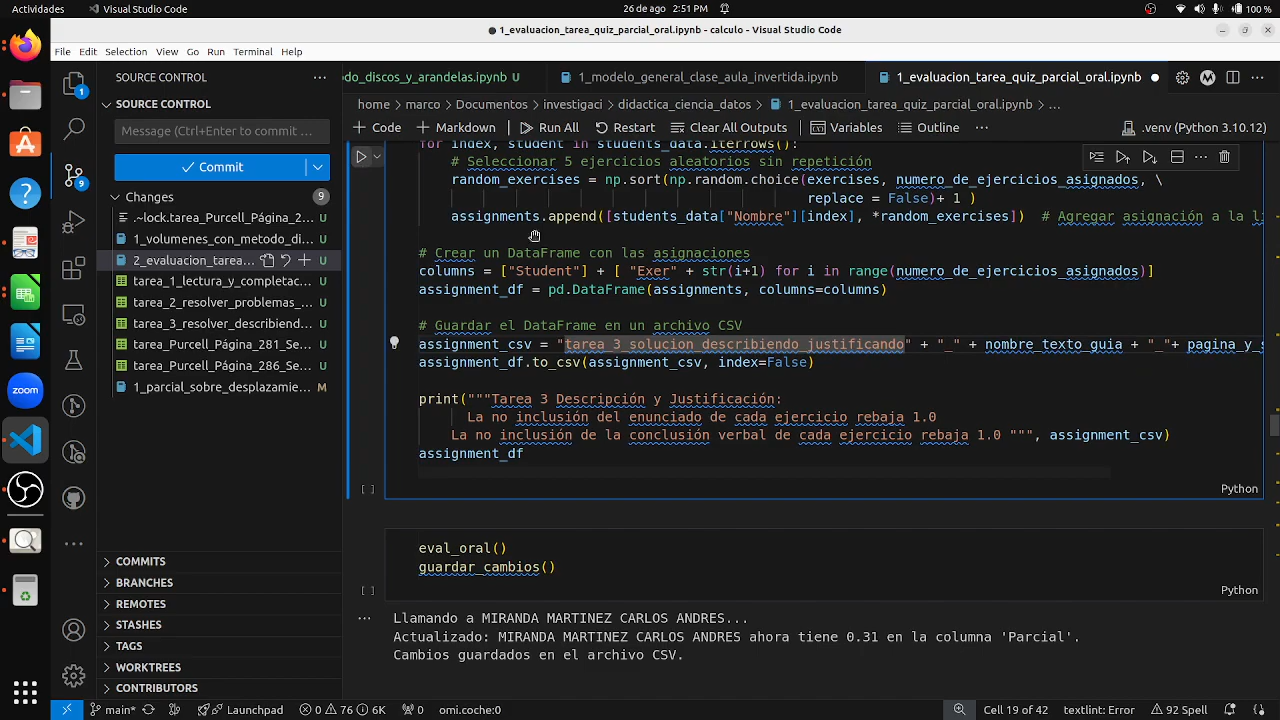 Actividades Visual Studio Code 26 de ago 2:51 PM 100 %
1_evaluacion_tarea_quiz_parcial_oral.ipynb - calculo - Visual Studio Code
File Edit Selection View Go Run Terminal Help
SOURCE CONTROL
odo_discos_y_arandelas.ipynb U
1_modelo_general_clase_aula_invertida.ipynb
1_evaluacion_tarea_quiz_parcial_oral.ipynb
SOURCE CONTROL
Message (Ctrl+Enter to commit ...
Commit
Changes 9
.~lock.tarea_Purcell_Página_2... U
1_volumenes_con_metodo_di... U
2_evaluacion_tarea... U
tarea_1_lectura_y_completac... U
tarea_2_resolver_problemas_... U
tarea_3_resolver_describiend... U
tarea_Purcell_Página_281_Se... U
tarea_Purcell_Página_286_Se... U
1_parcial_sobre_desplazamie... M
COMMITS
BRANCHES
REMOTES
STASHES
TAGS
WORKTREES
CONTRIBUTORS
home > marco > Documentos > investigaci > didactica_ciencia_datos > 1_evaluacion_tarea_quiz_parcial_oral.ipynb > ...
+ Code + Markdown Run All Restart Clear All Outputs Variables Outline ... .venv (Python 3.10.12)
for index, student in students_data.iterrows():
# Seleccionar 5 ejercicios aleatorios sin repetición
random_exercises = np.sort(np.random.choice(exercises, numero_de_ejercicios_asignados, \
replace = False)+ 1 )
assignments.append([students_data["Nombre"][index], *random_exercises]) # Agregar asignación a la li
# Crear un DataFrame con las asignaciones
columns = ["Student"] + [ "Exer" + str(i+1) for i in range(numero_de_ejercicios_asignados)]
assignment_df = pd.DataFrame(assignments, columns=columns)
# Guardar el DataFrame en un archivo CSV
assignment_csv = "tarea_3_solucion_describiendo_justificando" + "_" + nombre_texto_guia + "_"+ pagina_y_s
assignment_df.to_csv(assignment_csv, index=False)
print("""Tarea 3 Descripción y Justificación:
La no inclusión del enunciado de cada ejercicio rebaja 1.0
La no inclusión de la conclusión verbal de cada ejercicio rebaja 1.0 """, assignment_csv)
assignment_df
[ ] Python
eval_oral()
guardar_cambios()
[ ] Python
Llamando a MIRANDA MARTINEZ CARLOS ANDRES...
Actualizado: MIRANDA MARTINEZ CARLOS ANDRES ahora tiene 0.31 en la columna 'Parcial'.
Cambios guardados en el archivo CSV.
main* Launchpad 0 76 6K 0 omi.coche:0 Cell 19 of 42 textlint: Error 92 Spell
1
9
zoom